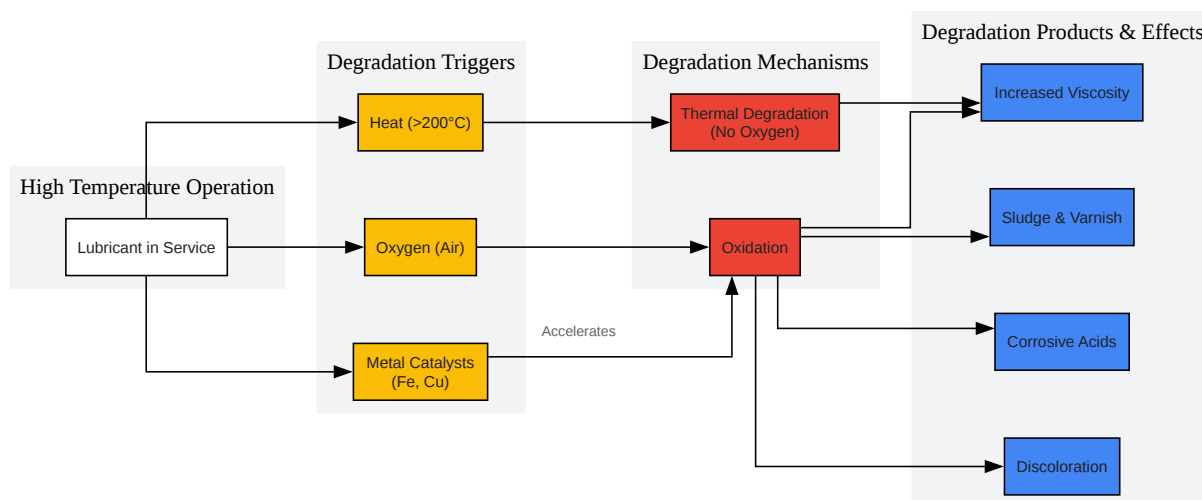 High Temperature Operation
Lubricant in Service
Degradation Triggers
Heat (>200°C)
Oxygen (Air)
Metal Catalysts
(Fe, Cu)
Accelerates
Degradation Mechanisms
Thermal Degradation
(No Oxygen)
Oxidation
Degradation Products & Effects
Increased Viscosity
Sludge & Varnish
Corrosive Acids
Discoloration